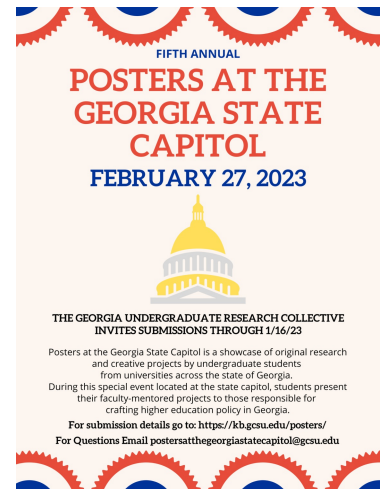 FIFTH ANNUAL
POSTERS AT THE
GEORGIA STATE
CAPITOL
FEBRUARY 27, 2023
THE GEORGIA UNDERGRADUATE RESEARCH COLLECTIVE
INVITES SUBMISSIONS THROUGH 1/16/23
Posters at the Georgia State Capitol is a showcase of original research
and creative projects by undergraduate students
from universities across the state of Georgia.
During this special event located at the state capitol, students present
their faculty-mentored projects to those responsible for
crafting higher education policy in Georgia.
For submission details go to: https://kb.gcsu.edu/posters/
For Questions Email postersatthegeorgiastatecapitol@gcsu.edu